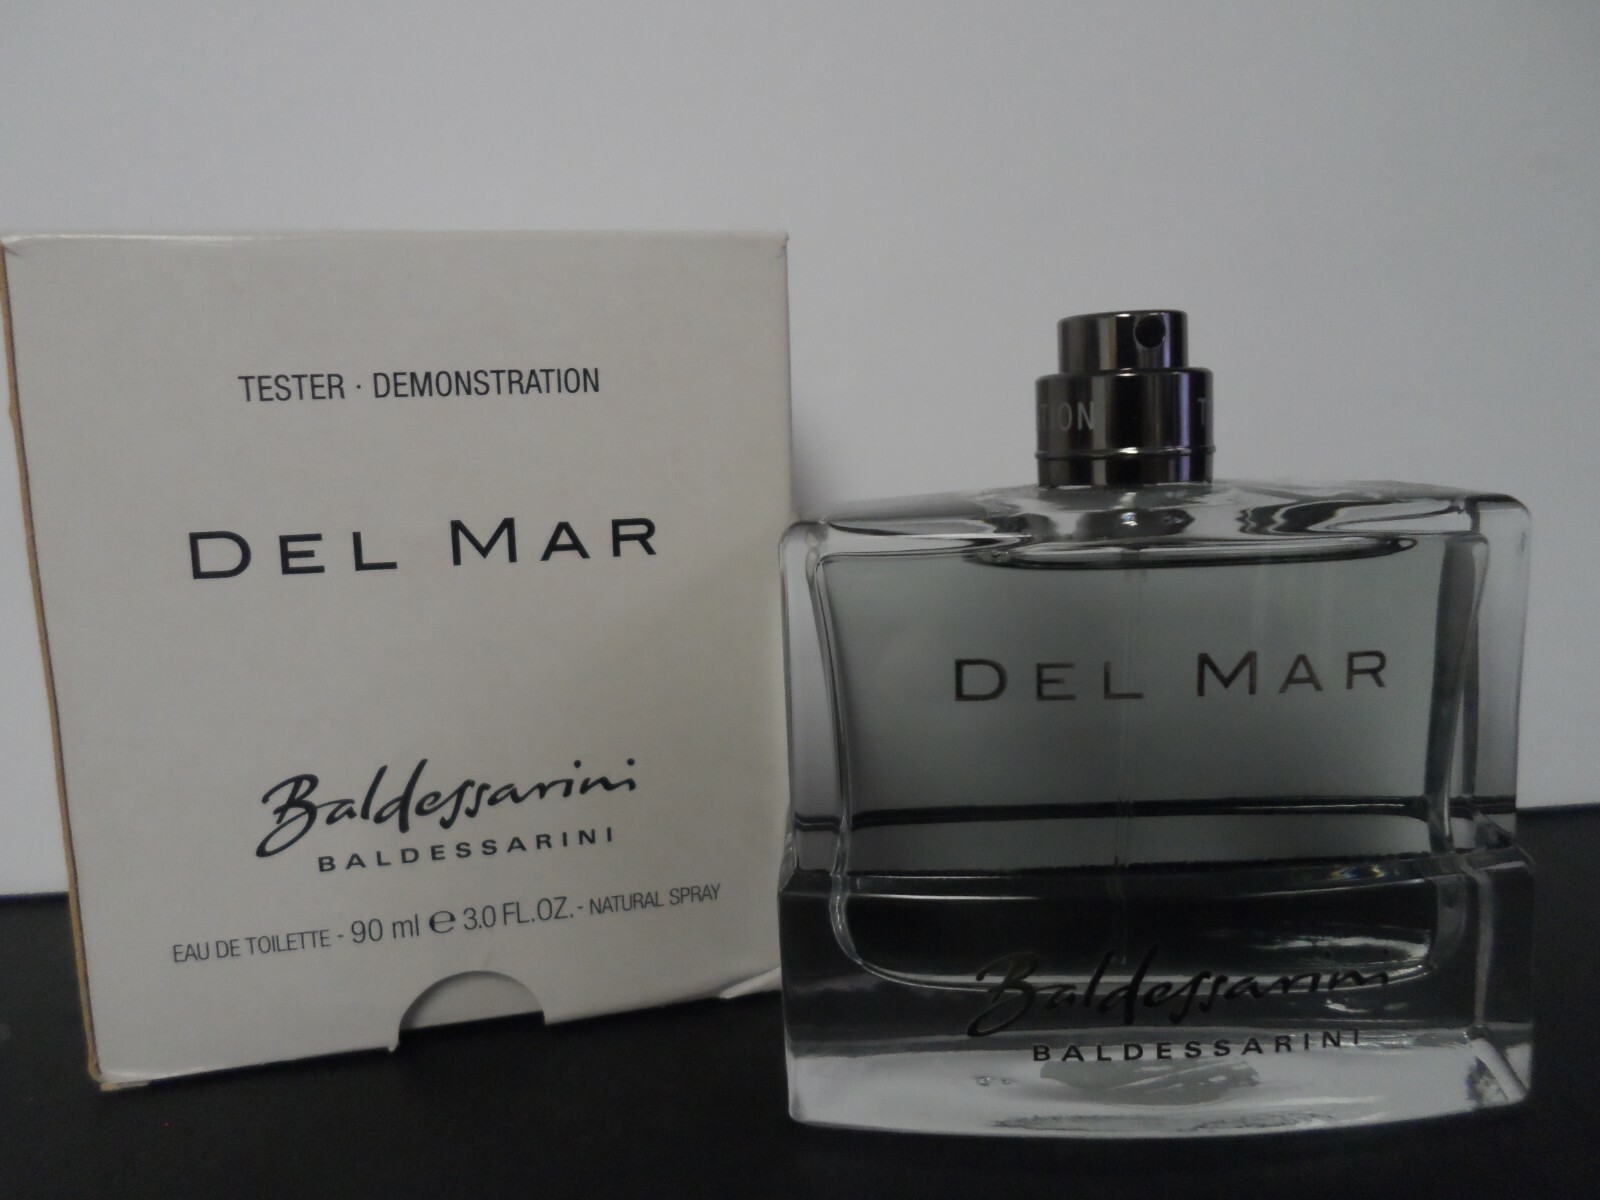 TESTER · DEMONSTRATION
DEL MAR
Baldessarini
BALDESSARINI
EAU DE TOILETTE - 90 ml ℮ 3.0 FL.OZ. - NATURAL SPRAY
TION T
DEL MAR
Baldessarini
BALDESSARINI